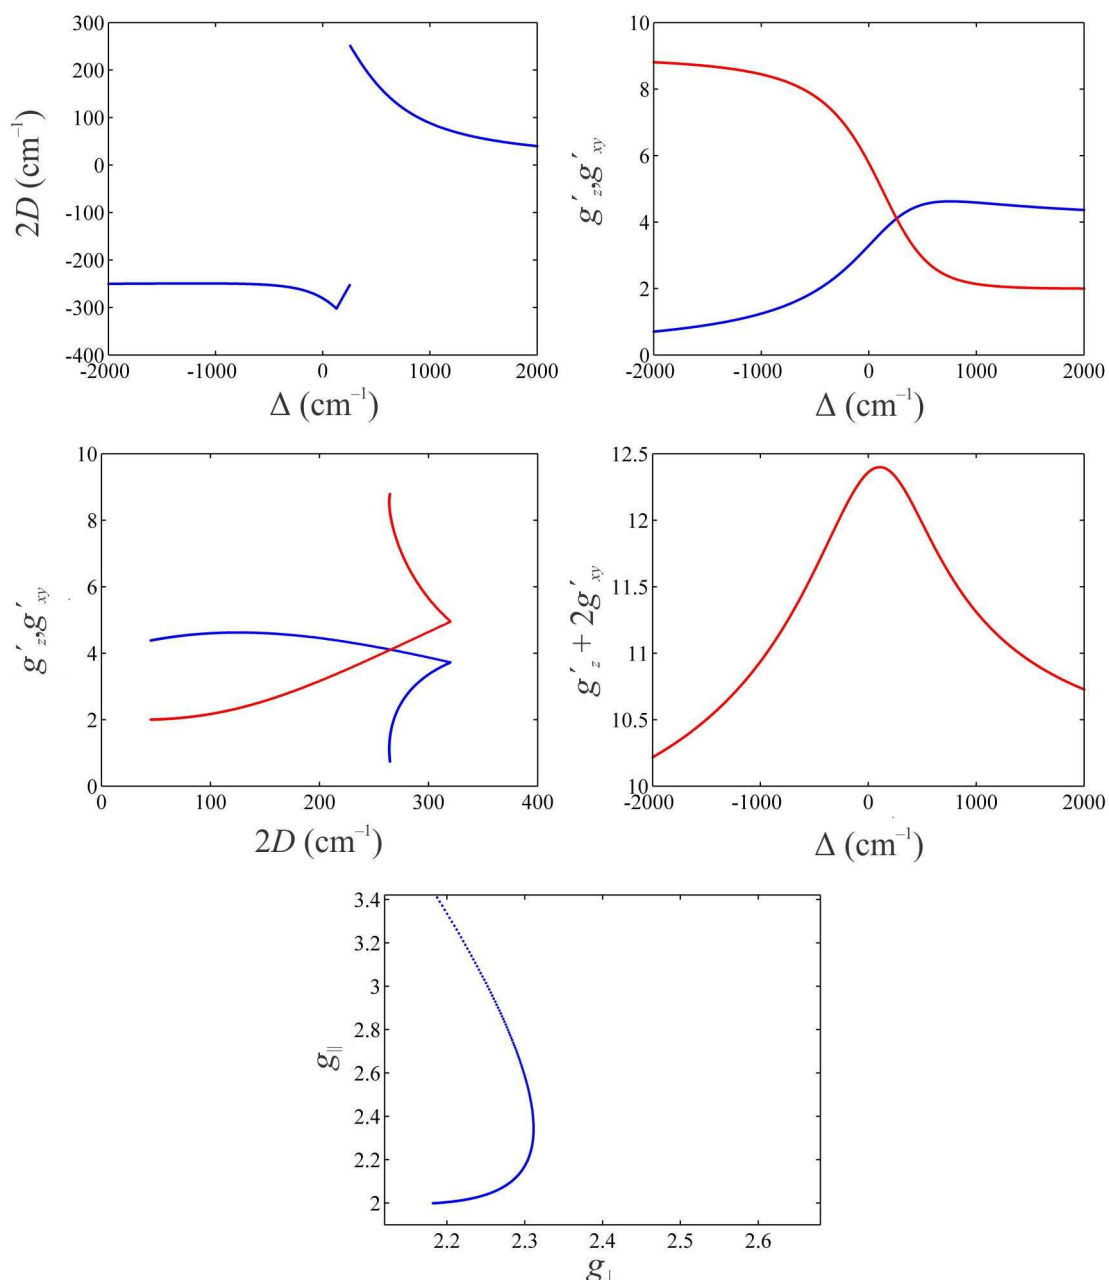 300
200
100
0
-100
-200
-300
-400
-2000 -1000 0 1000 2000
2D (cm⁻¹)
Δ (cm⁻¹)
10
8
6
4
2
0
-2000 -1000 0 1000 2000
g′z,g′xy
Δ (cm⁻¹)
10
8
6
4
2
0
0 100 200 300 400
g′z,g′xy
2D (cm⁻¹)
12.5
12
11.5
11
10.5
10
-2000 -1000 0 1000 2000
g′z + 2g′xy
Δ (cm⁻¹)
3.4
3.2
3
2.8
2.6
2.4
2.2
2
2.2 2.3 2.4 2.5 2.6
g||
g⊥